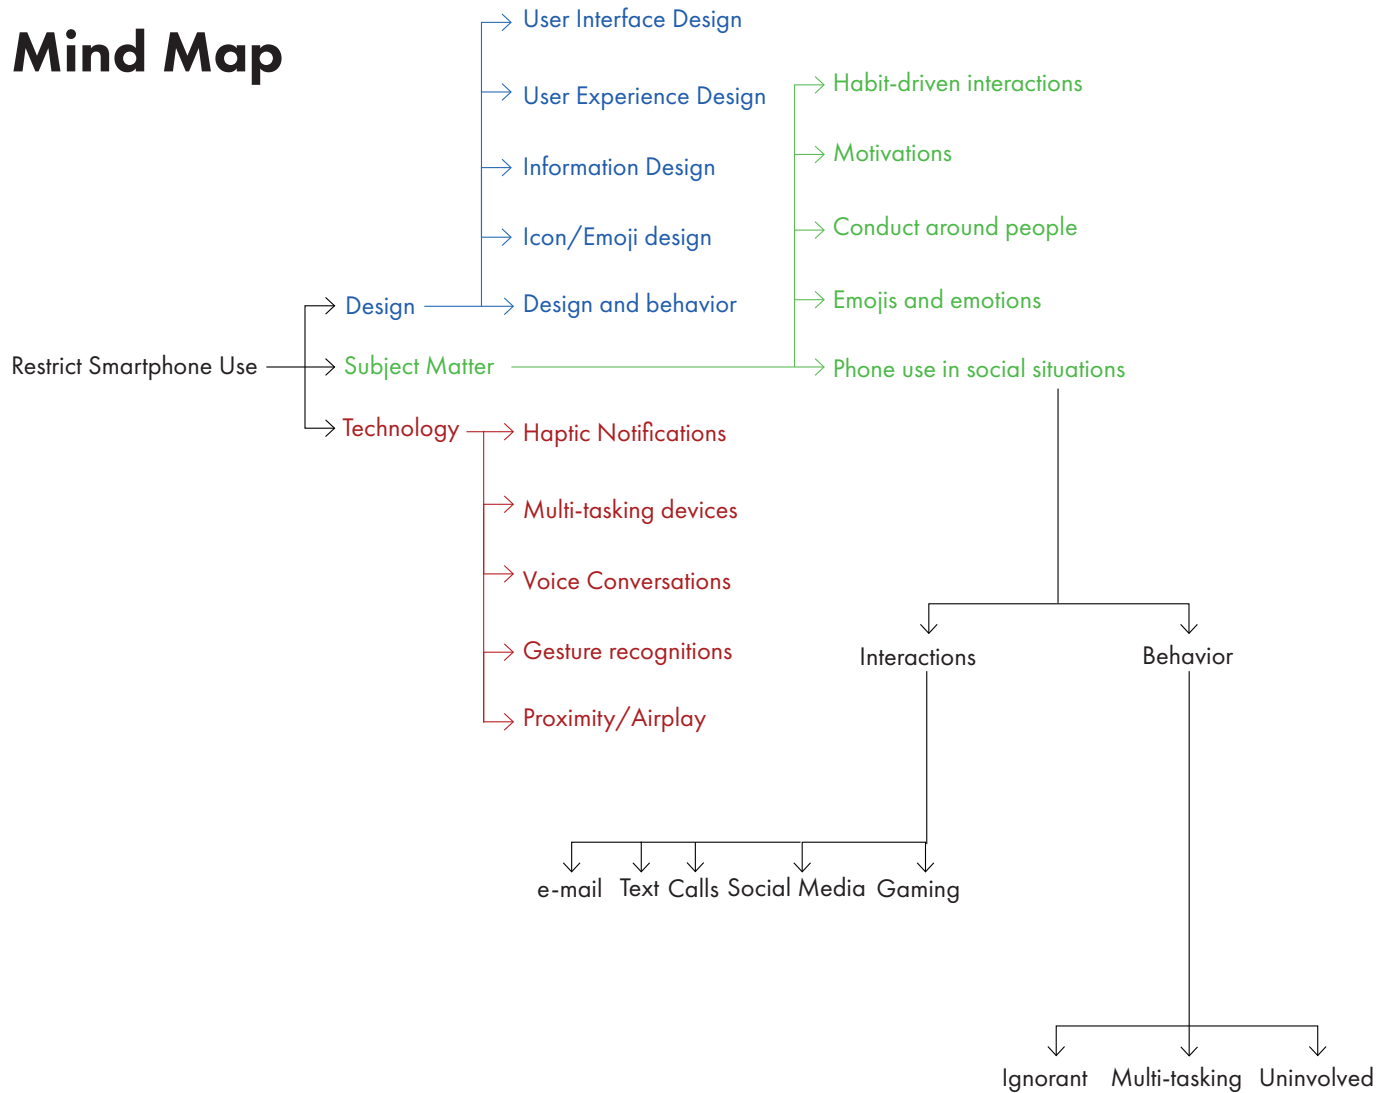 Mind Map
User Interface Design
User Experience Design
Information Design
Icon/Emoji design
Design and behavior
Habit-driven interactions
Motivations
Conduct around people
Emojis and emotions
Phone use in social situations
Restrict Smartphone Use
Design
Subject Matter
Technology
Haptic Notifications
Multi-tasking devices
Voice Conversations
Gesture recognitions
Proximity/Airplay
Interactions
Behavior
e-mail
Text
Calls
Social Media
Gaming
Ignorant
Multi-tasking
Uninvolved